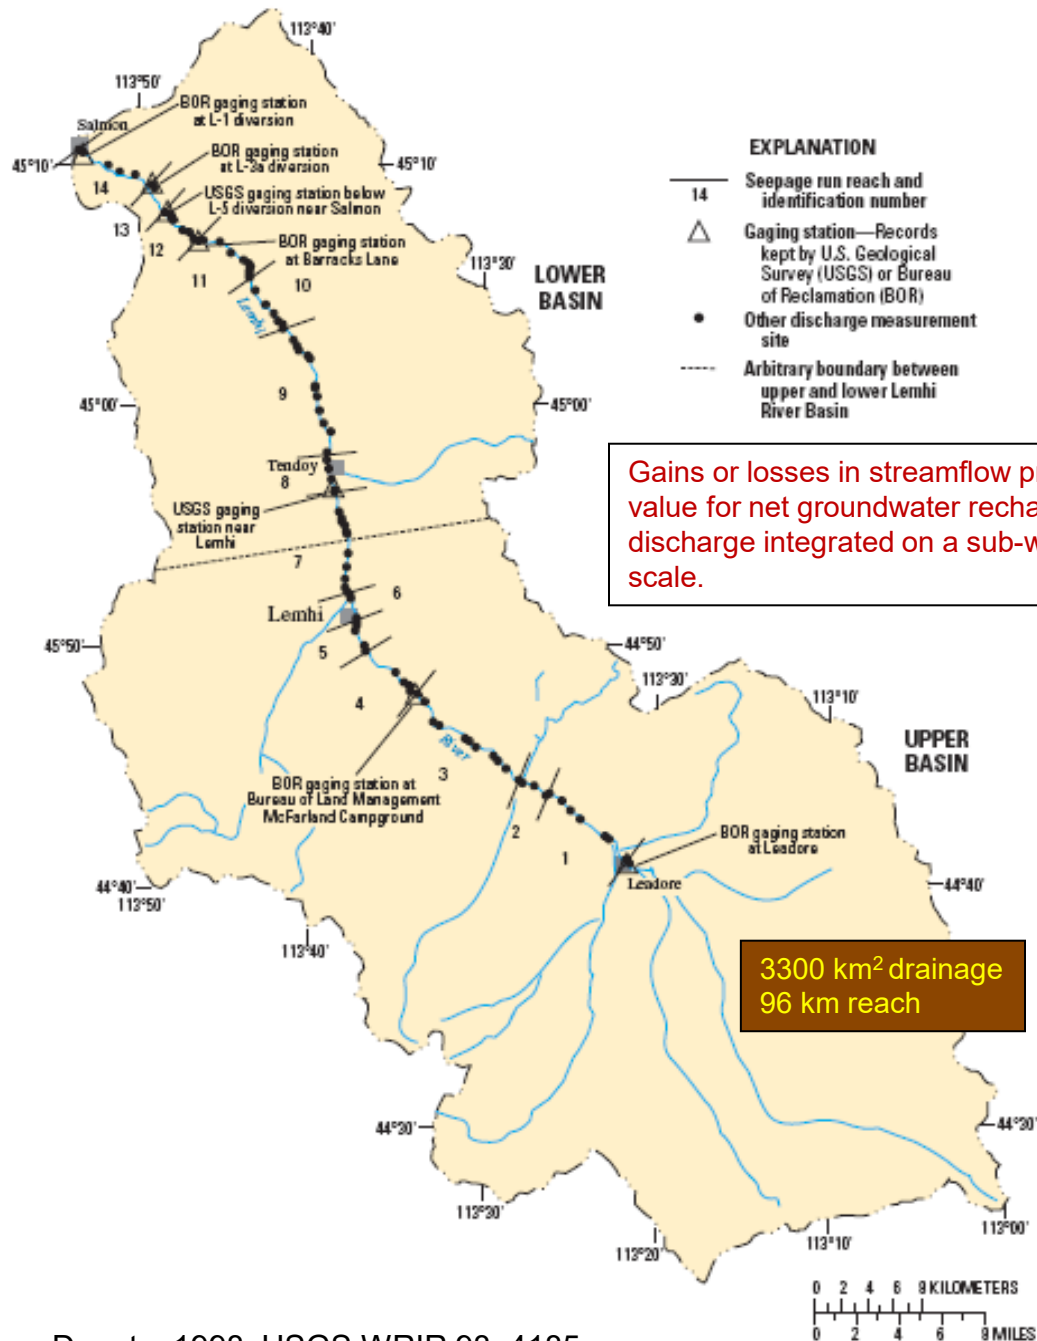 113°40'
113°50'
BOR gaging station
at L-1 diversion
Salmon
45°10'
BOR gaging station
at L-3a diversion
45°10'
14
USGS gaging station below
L-5 diversion near Salmon
13
12
BOR gaging station
at Barracks Lane
11
10
113°30'
LOWER
BASIN
Lemhi
9
45°00'
45°00'
Tendoy
8
USGS gaging
station near
Lemhi
7
6
Lemhi
5
45°50'
44°50'
113°30'
113°10'
4
River
3
UPPER
BASIN
BOR gaging station at
Bureau of Land Management
McFarland Campground
2
1
BOR gaging station
at Leadore
Leadore
44°40'
113°50'
44°40'
113°40'
44°30'
44°30'
113°30'
113°20'
113°10'
113°00'
EXPLANATION
14
Seepage run reach and
identification number
Gaging station—Records
kept by U.S. Geological
Survey (USGS) or Bureau
of Reclamation (BOR)
Other discharge measurement
site
Arbitrary boundary between
upper and lower Lemhi
River Basin
Gains or losses in streamflow
value for net groundwater
discharge integrated on a
scale.
3300 km² drainage
96 km reach
0 2 4 6 8 KILOMETERS
0 2 4 6 8 MILES